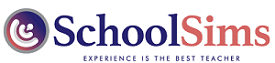 SchoolSims
EXPERIENCE IS THE BEST TEACHER